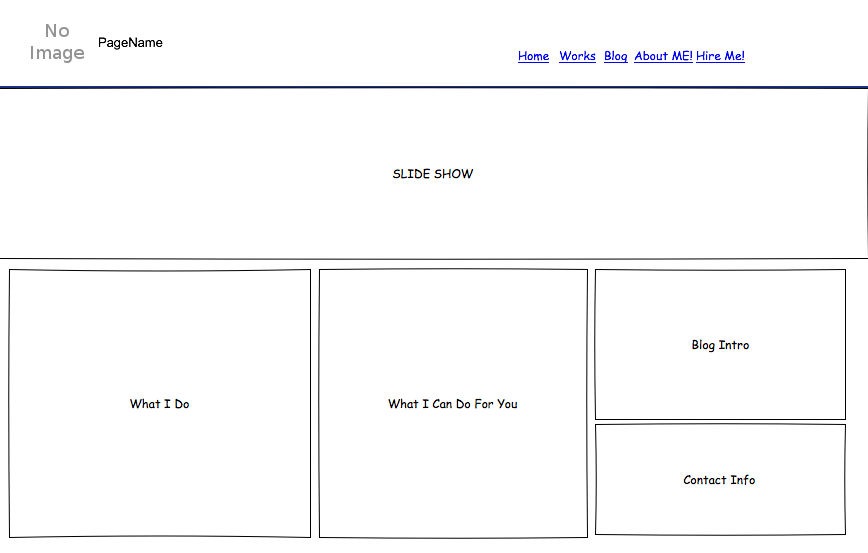 No
Image
PageName
Home Works Blog About ME! Hire Me!
SLIDE SHOW
What I Do
What I Can Do For You
Blog Intro
Contact Info